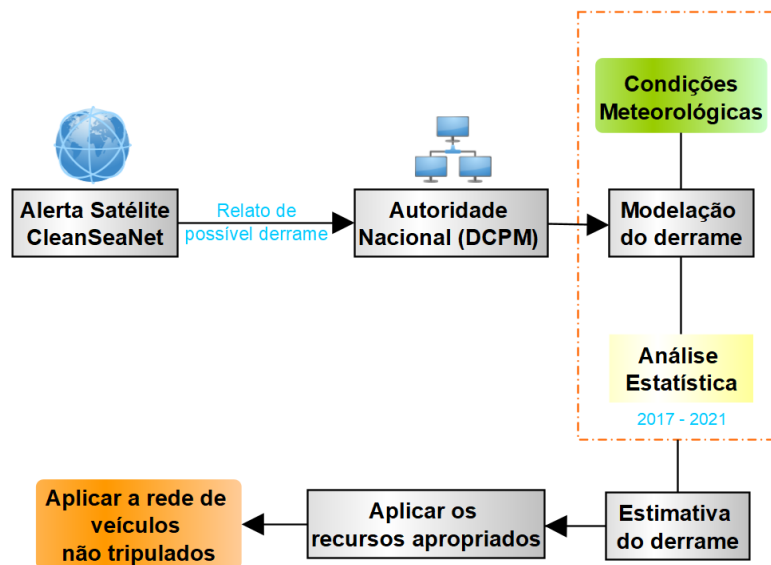 Condições
Meteorológicas
Alerta Satélite
CleanSeaNet
Relato de
possível derrame
Autoridade
Nacional (DCPM)
Modelação
do derrame
Análise
Estatística
2017 - 2021
Estimativa
do derrame
Aplicar os
recursos apropriados
Aplicar a rede de
veículos
não tripulados